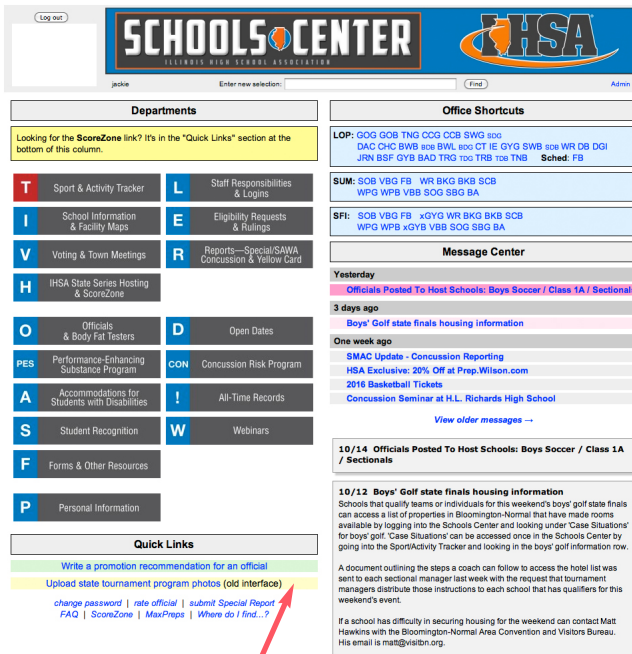 Log out
SCHOOLS CENTER
ILLINOIS HIGH SCHOOL ASSOCIATION
IHSA
jackie
Enter new selection:
Find
Admin
Departments
Looking for the ScoreZone link? It's in the "Quick Links" section at the
bottom of this column.
T Sport & Activity Tracker
L Staff Responsibilities
& Logins
I School Information
& Facility Maps
E Eligibility Requests
& Rulings
V Voting & Town Meetings
R Reports—Special/SAWA
Concussion & Yellow Card
H IHSA State Series Hosting
& ScoreZone
O Officials
& Body Fat Testers
D Open Dates
PES Performance-Enhancing
Substance Program
CON Concussion Risk Program
A Accommodations for
Students with Disabilities
! All-Time Records
S Student Recognition
W Webinars
F Forms & Other Resources
P Personal Information
Quick Links
Write a promotion recommendation for an official
Upload state tournament program photos (old interface)
change password | rate official | submit Special Report
FAQ | ScoreZone | MaxPreps | Where do I find...?
Office Shortcuts
LOP: GOG GOB TNG CCG CCB SWG SDG
DAC CHC BWB BDB BWL BDG CT IE GYG SWB SDB WR DB DGI
JRN BSF GYB BAD TRG TDG TRB TDB TNB Sched: FB
SUM: SOB VBG FB WR BKG BKB SCB
WPG WPB VBB SOG SBG BA
SFI: SOB VBG FB xGYG WR BKG BKB SCB
WPG WPB xGYB VBB SOG SBG BA
Message Center
Yesterday
Officials Posted To Host Schools: Boys Soccer / Class 1A / Sectionals
3 days ago
Boys' Golf state finals housing information
One week ago
SMAC Update - Concussion Reporting
HSA Exclusive: 20% Off at Prep.Wilson.com
2016 Basketball Tickets
Concussion Seminar at H.L. Richards High School
View older messages →
10/14 Officials Posted To Host Schools: Boys Soccer / Class 1A
/ Sectionals
10/12 Boys' Golf state finals housing information
Schools that qualify teams or individuals for this weekend's boys' golf state finals
can access a list of properties in Bloomington-Normal that have made rooms
available by logging into the Schools Center and looking under 'Case Situations'
for boys' golf. 'Case Situations' can be accessed once in the Schools Center by
going into the Sport/Activity Tracker and looking in the boys' golf information row.
A document outlining the steps a coach can follow to access the hotel list was
sent to each sectional manager last week with the request that tournament
managers distribute those instructions to each school that has qualifiers for this
weekend's event.
If a school has difficulty in securing housing for the weekend can contact Matt
Hawkins with the Bloomington-Normal Area Convention and Visitors Bureau.
His email is matt@visitbn.org.